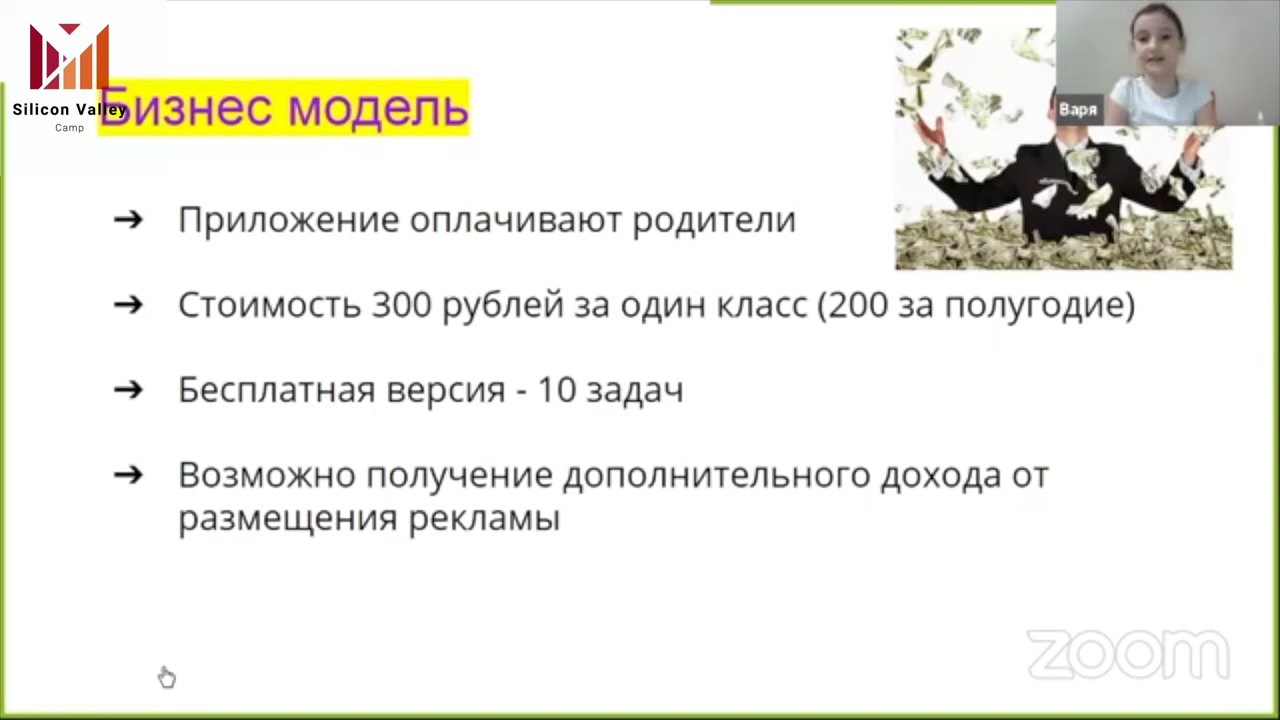 Silicon Valley
Camp
Бизнес модель
Варя
➔ Приложение оплачивают родители
➔ Стоимость 300 рублей за один класс (200 за полугодие)
➔ Бесплатная версия - 10 задач
➔ Возможно получение дополнительного дохода от
размещения рекламы
zoom